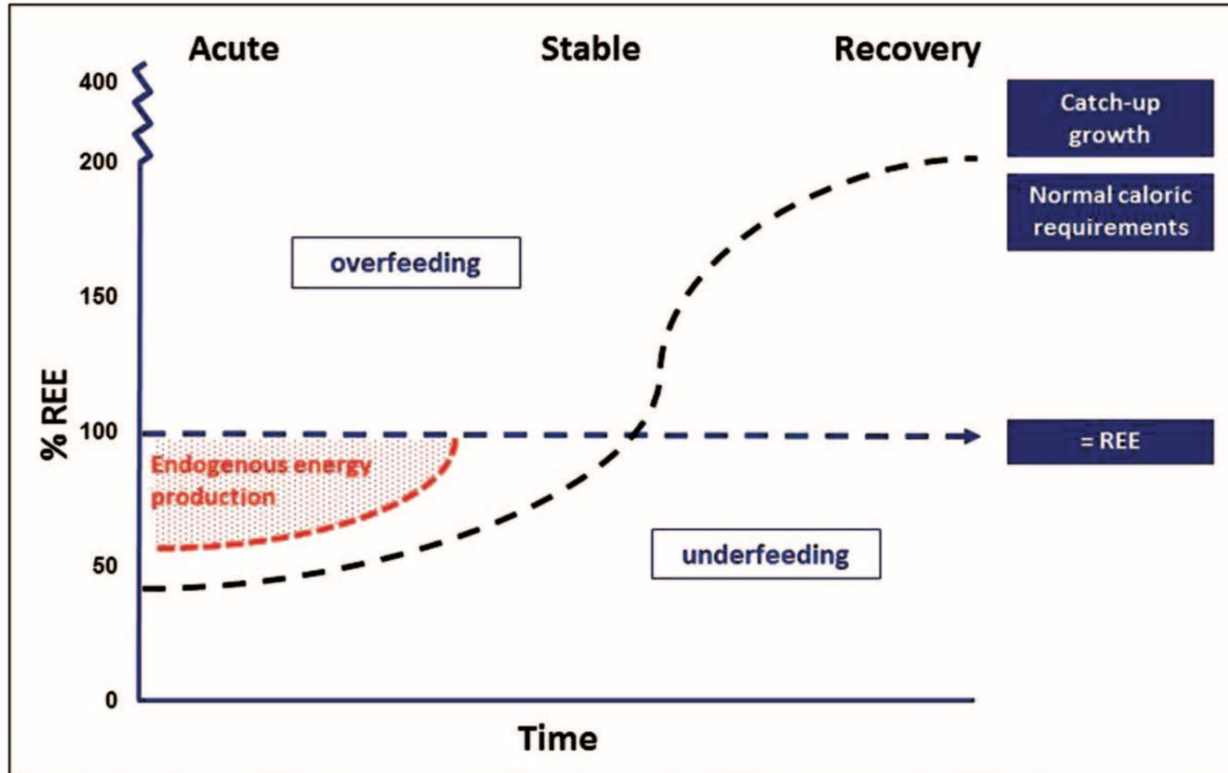 Acute Stable Recovery
400
200
150
100
50
0
% REE
overfeeding
Endogenous energy
production
underfeeding
Catch-up
growth
Normal caloric
requirements
= REE
Time